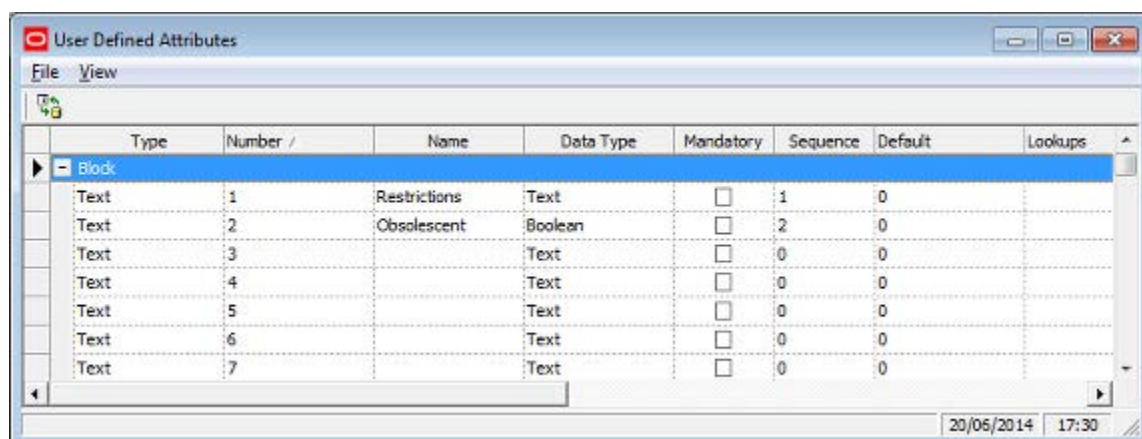 User Defined Attributes
File View
Type Number / Name Data Type Mandatory Sequence Default Lookups
Block
Text 1 Restrictions Text 1 0
Text 2 Obsolescent Boolean 2 0
Text 3 Text 0 0
Text 4 Text 0 0
Text 5 Text 0 0
Text 6 Text 0 0
Text 7 Text 0 0
20/06/2014 17:30